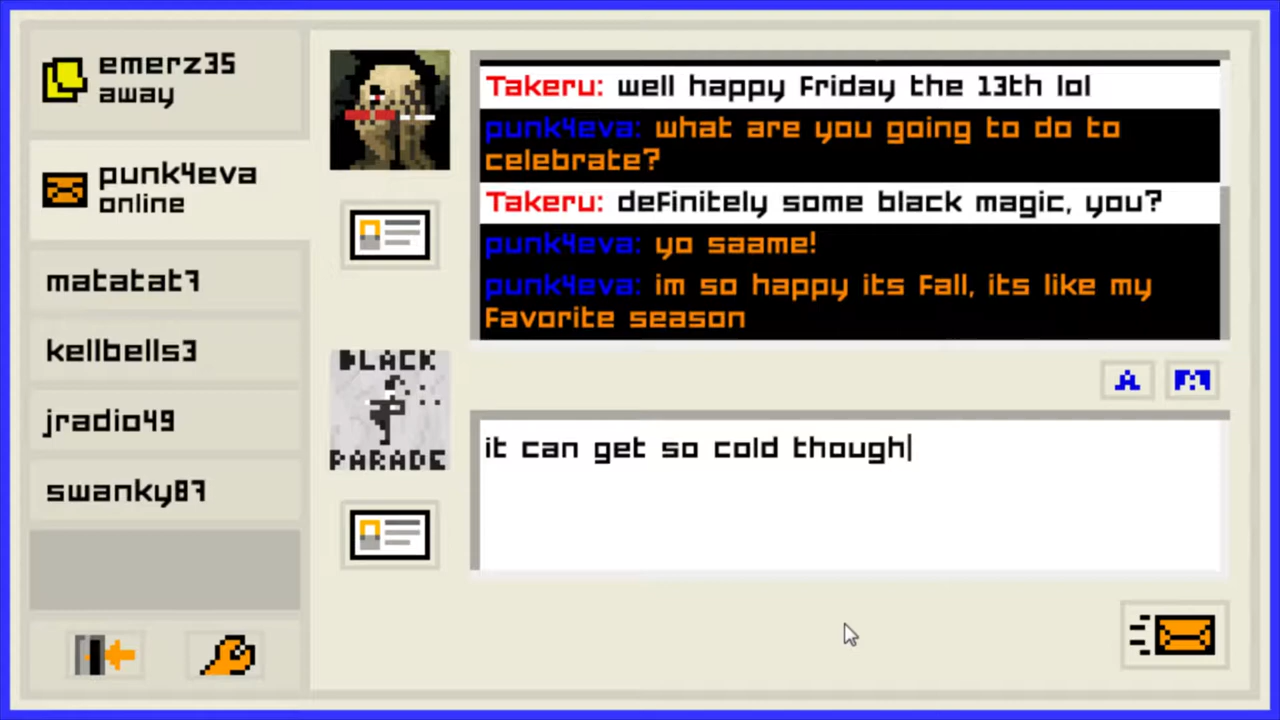 emerz35
away
punk4eva
online
matatat7
kellbells3
jradio49
swanky87
Takeru: well happy Friday the 13th lol
punk4eva: what are you going to do to
celebrate?
Takeru: definitely some black magic, you?
punk4eva: yo saame!
punk4eva: im so happy its Fall, its like my
Favorite season
A
BLACK
PARADE
it can get so cold though